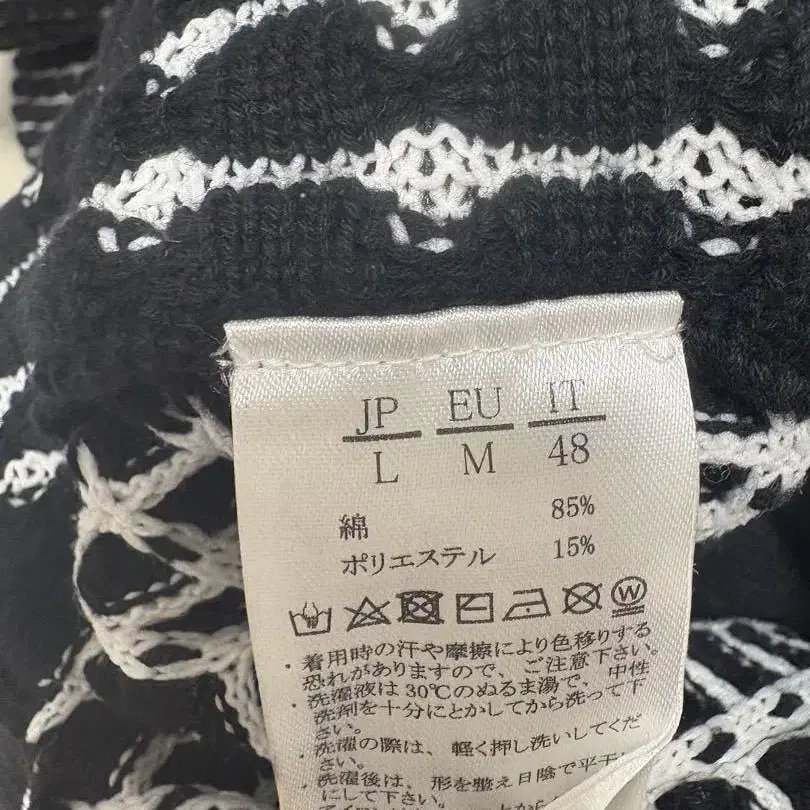 JP EU IT
L M 48
綿 85%
ポリエステル 15%
W
・着用時の汗や摩擦により色移りする
恐れがありますので、ご注意下さい。
・洗濯液は30℃のぬるま湯で、中性
洗剤を十分にとかしてから洗って下
さい。
・洗濯の際は、軽く押し洗いしてくだ
さい。
・洗濯後は、形を整え日陰で平干し
にして下さい。